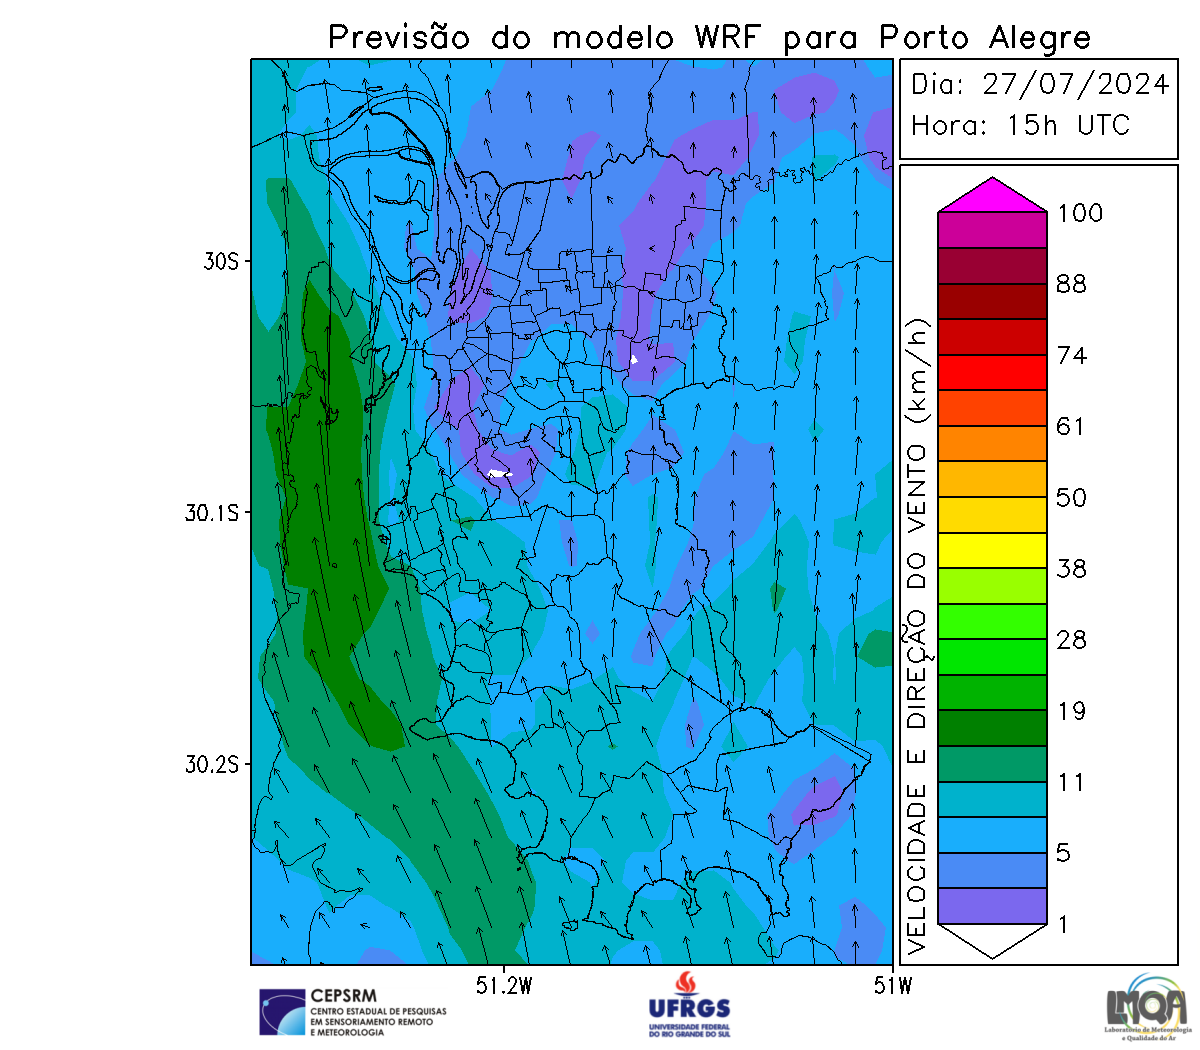 Previsão do modelo WRF para Porto Alegre
Dia: 27/07/2024
Hora: 15h UTC
100
88
74
61
50
38
28
19
11
5
1
VELOCIDADE E DIREÇÃO DO VENTO (km/h)
30S
30.1S
30.2S
51.2W
51W
CEPSRM
CENTRO ESTADUAL DE PESQUISAS
EM SENSORIAMENTO REMOTO
E METEOROLOGIA
UFRGS
UNIVERSIDADE FEDERAL
DO RIO GRANDE DO SUL
LMQA
Laboratório de Meteorologia
e Qualidade do Ar